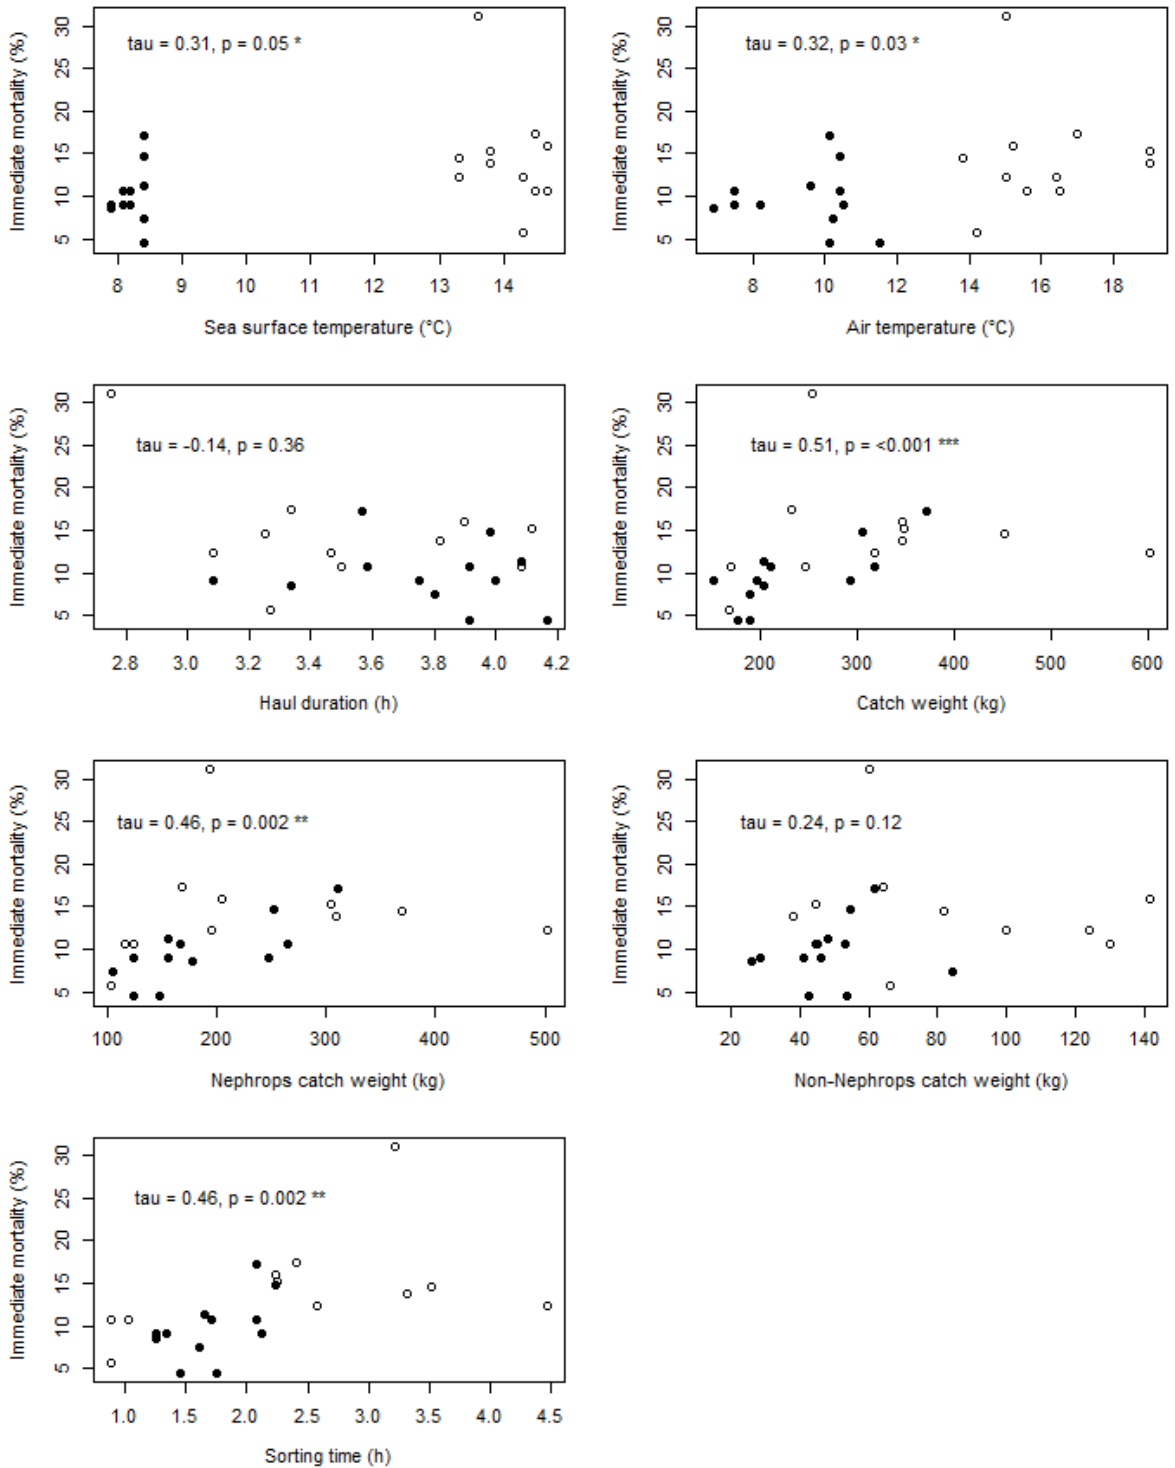 Immediate mortality (%)
30
25
20
15
10
5
tau = 0.31, p = 0.05 *
8 9 10 11 12 13 14
Sea surface temperature (°C)
Immediate mortality (%)
30
25
20
15
10
5
tau = 0.32, p = 0.03 *
8 10 12 14 16 18
Air temperature (°C)
Immediate mortality (%)
30
25
20
15
10
5
tau = -0.14, p = 0.36
2.8 3.0 3.2 3.4 3.6 3.8 4.0 4.2
Haul duration (h)
Immediate mortality (%)
30
25
20
15
10
5
tau = 0.51, p = <0.001 ***
200 300 400 500 600
Catch weight (kg)
Immediate mortality (%)
30
25
20
15
10
5
tau = 0.46, p = 0.002 **
100 200 300 400 500
Nephrops catch weight (kg)
Immediate mortality (%)
30
25
20
15
10
5
tau = 0.24, p = 0.12
20 40 60 80 100 120 140
Non-Nephrops catch weight (kg)
Immediate mortality (%)
30
25
20
15
10
5
tau = 0.46, p = 0.002 **
1.0 1.5 2.0 2.5 3.0 3.5 4.0 4.5
Sorting time (h)